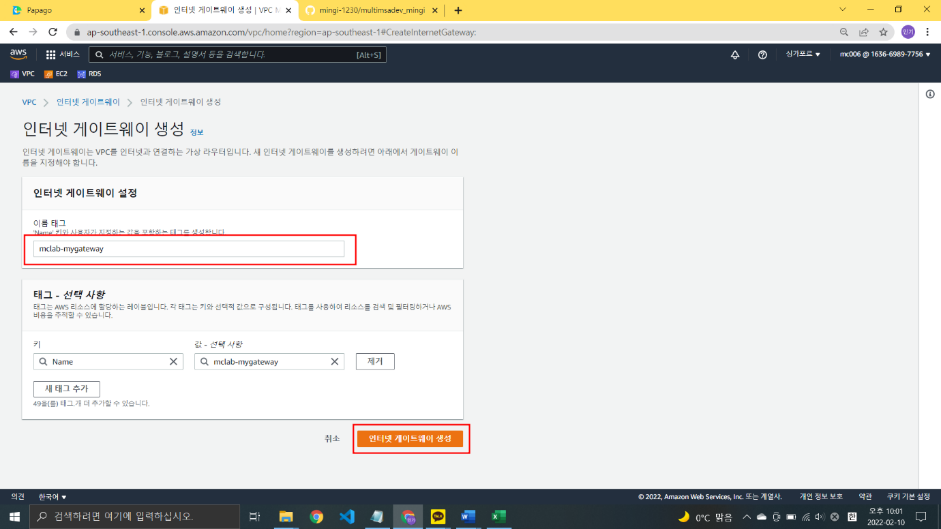 Papago
인터넷 게이트웨이 생성 | VPC M
mingi-1230/multimsadev_mingi
ap-southeast-1.console.aws.amazon.com/vpc/home?region=ap-southeast-1#CreateInternetGateway:
민기
aws
서비스
서비스, 기능, 블로그, 설명서 등을 검색합니다.
[Alt+S]
싱가포르 ▼
mc006 @ 1636-6989-7756 ▼
VPC
EC2
RDS
VPC > 인터넷 게이트웨이 > 인터넷 게이트웨이 생성
인터넷 게이트웨이 생성 정보
인터넷 게이트웨이는 VPC를 인터넷과 연결하는 가상 라우터입니다. 새 인터넷 게이트웨이를 생성하려면 아래에서 게이트웨이 이
름을 지정해야 합니다.
인터넷 게이트웨이 설정
이름 태그
'Name' 키와 사용자가 지정하는 값을 포함하는 태그를 생성합니다.
mclab-mygateway
태그 - 선택 사항
태그는 AWS 리소스에 할당하는 레이블입니다. 각 태그는 키와 선택적 값으로 구성됩니다. 태그를 사용하여 리소스를 검색 및 필터링하거나 AWS
비용을 추적할 수 있습니다.
키
값 - 선택 사항
Name
mclab-mygateway
제거
새 태그 추가
49을(를) 태그.개 더 추가할 수 있습니다.
취소
인터넷 게이트웨이 생성
의견
한국어 ▼
© 2022, Amazon Web Services, Inc. 또는 계열사.
개인 정보 보호
약관
쿠키 기본 설정
검색하려면 여기에 입력하십시오.
0°C 맑음
오후 10:01
2022-02-10